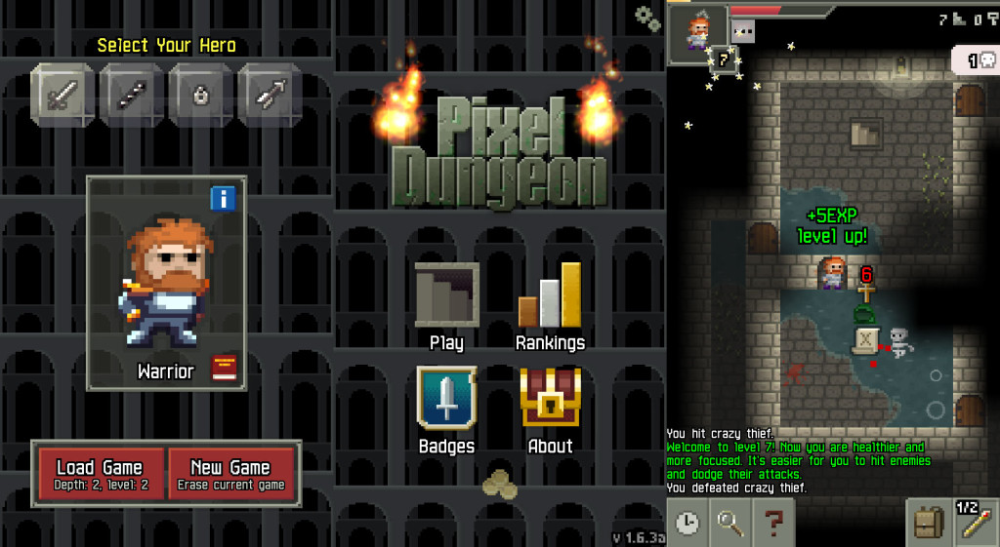 Select Your Hero
Warrior
Load Game
Depth: 2, level: 2
New Game
Erase current game
Pixel
Dungeon
Play
Rankings
Badges
About
v 1.6.3a
7
7
0
1
+5EXP
level up!
6
You hit crazy thief.
Welcome to level 7! Now you are healthier and
more focused. It's easier for you to hit enemies
and dodge their attacks.
You defeated crazy thief.
?
1/2